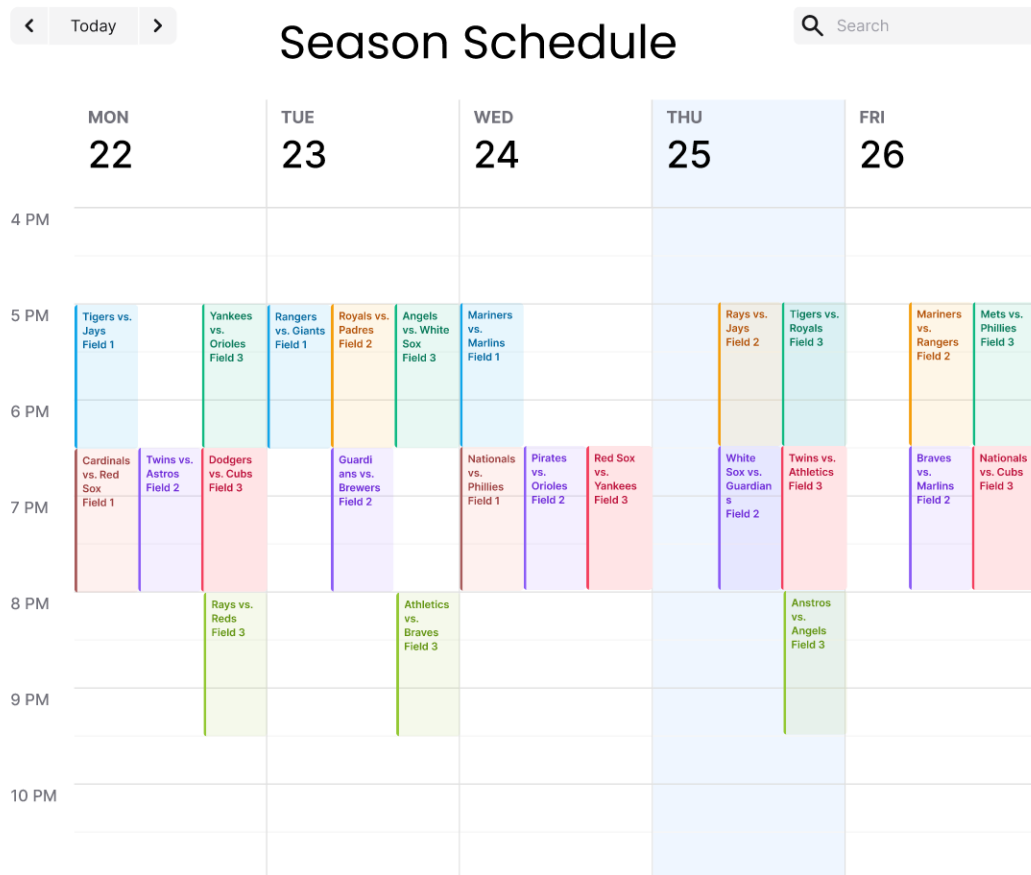 Today
Season Schedule
Search
MON
22
TUE
23
WED
24
THU
25
FRI
26
4 PM
5 PM
6 PM
7 PM
8 PM
9 PM
10 PM
Tigers vs.
Jays
Field 1
Yankees
vs.
Orioles
Field 3
Rangers
vs. Giants
Field 1
Royals vs.
Padres
Field 2
Angels
vs. White
Sox
Field 3
Mariners
vs.
Marlins
Field 1
Rays vs.
Jays
Field 2
Tigers vs.
Royals
Field 3
Mariners
vs.
Rangers
Field 2
Mets vs.
Phillies
Field 3
Cardinals
vs. Red
Sox
Field 1
Twins vs.
Astros
Field 2
Dodgers
vs. Cubs
Field 3
Guardi
ans vs.
Brewers
Field 2
Nationals
vs.
Phillies
Field 1
Pirates
vs.
Orioles
Field 2
Red Sox
vs.
Yankees
Field 3
White
Sox vs.
Guardian
s
Field 2
Twins vs.
Athletics
Field 3
Braves
vs.
Marlins
Field 2
Nationals
vs. Cubs
Field 3
Rays vs.
Reds
Field 3
Athletics
vs.
Braves
Field 3
Anstros
vs.
Angels
Field 3